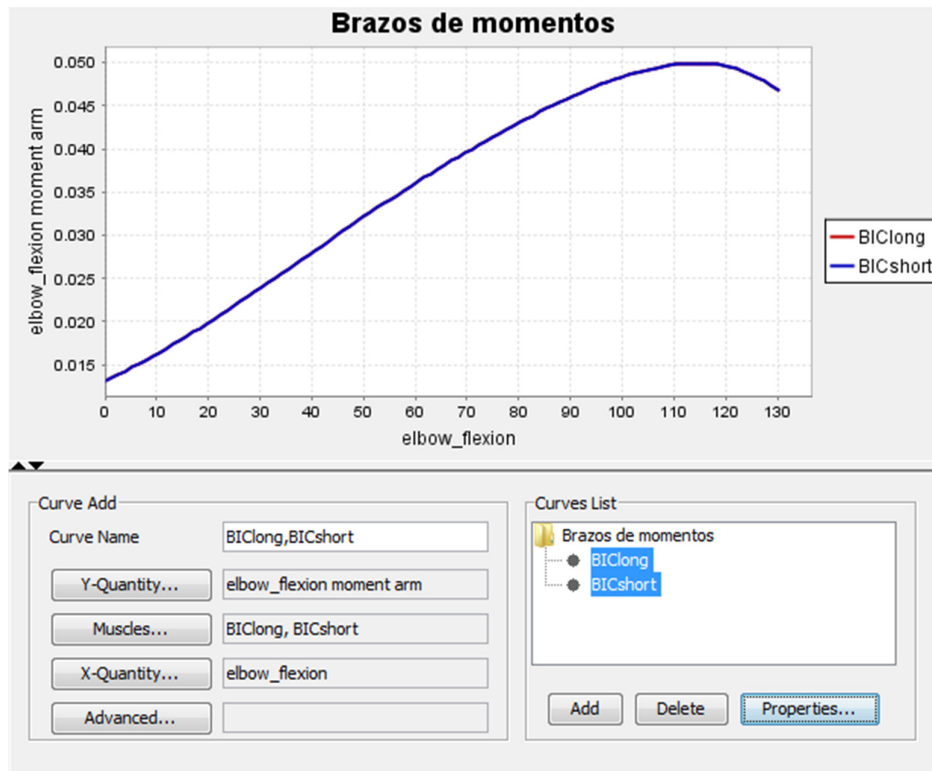 Brazos de momentos
elbow_flexion moment arm
0.050
0.045
0.040
0.035
0.030
0.025
0.020
0.015
0 10 20 30 40 50 60 70 80 90 100 110 120 130
elbow_flexion
BIClong
BICshort
Curve Add
Curve Name BIClong,BICshort
Y-Quantity... elbow_flexion moment arm
Muscles... BIClong, BICshort
X-Quantity... elbow_flexion
Advanced...
Curves List
Brazos de momentos
BIClong
BICshort
Add Delete Properties...